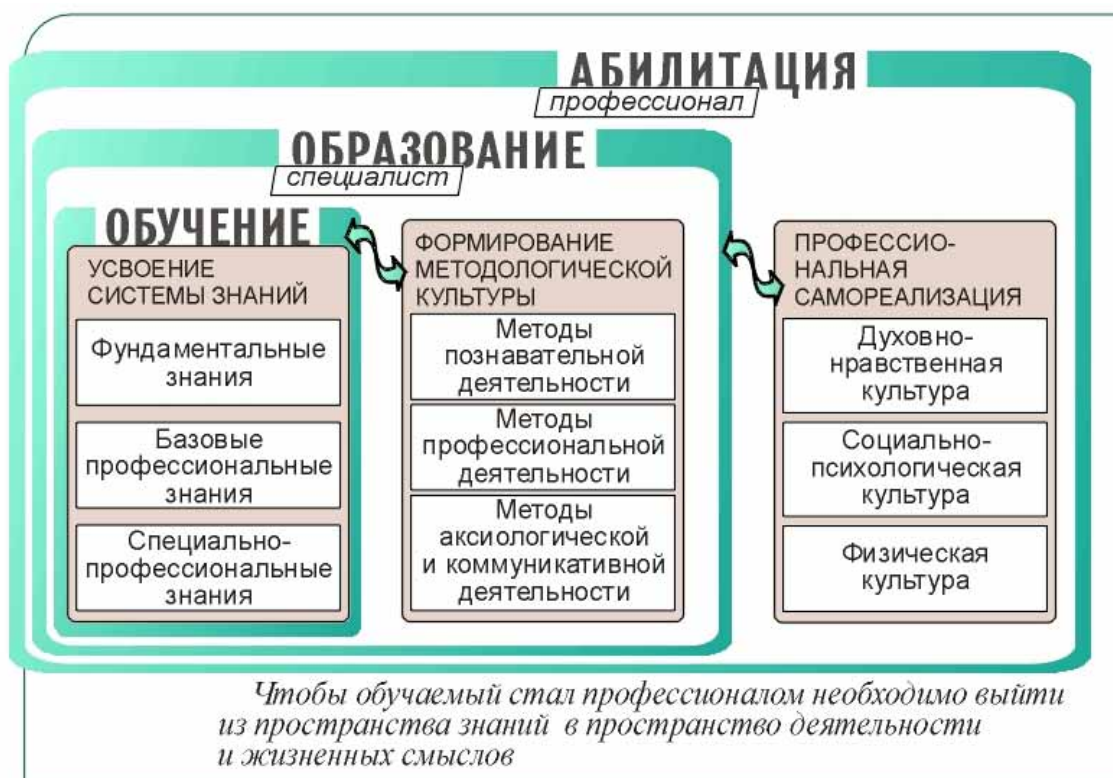 АБИЛИТАЦИЯ
профессионал
ОБРАЗОВАНИЕ
специалист
ОБУЧЕНИЕ
УСВОЕНИЕ
СИСТЕМЫ ЗНАНИЙ
Фундаментальные
знания
Базовые
профессиональные
знания
Специально-
профессиональные
знания
ФОРМИРОВАНИЕ
МЕТОДОЛОГИЧЕСКОЙ
КУЛЬТУРЫ
Методы
познавательной
деятельности
Методы
профессиональной
деятельности
Методы
аксиологической
и коммуникативной
деятельности
ПРОФЕССИО-
НАЛЬНАЯ
САМОРЕАЛИЗАЦИЯ
Духовно-
нравственная
культура
Социально-
психологическая
культура
Физическая
культура
Чтобы обучаемый стал профессионалом необходимо выйти
из пространства знаний в пространство деятельности
и жизненных смыслов